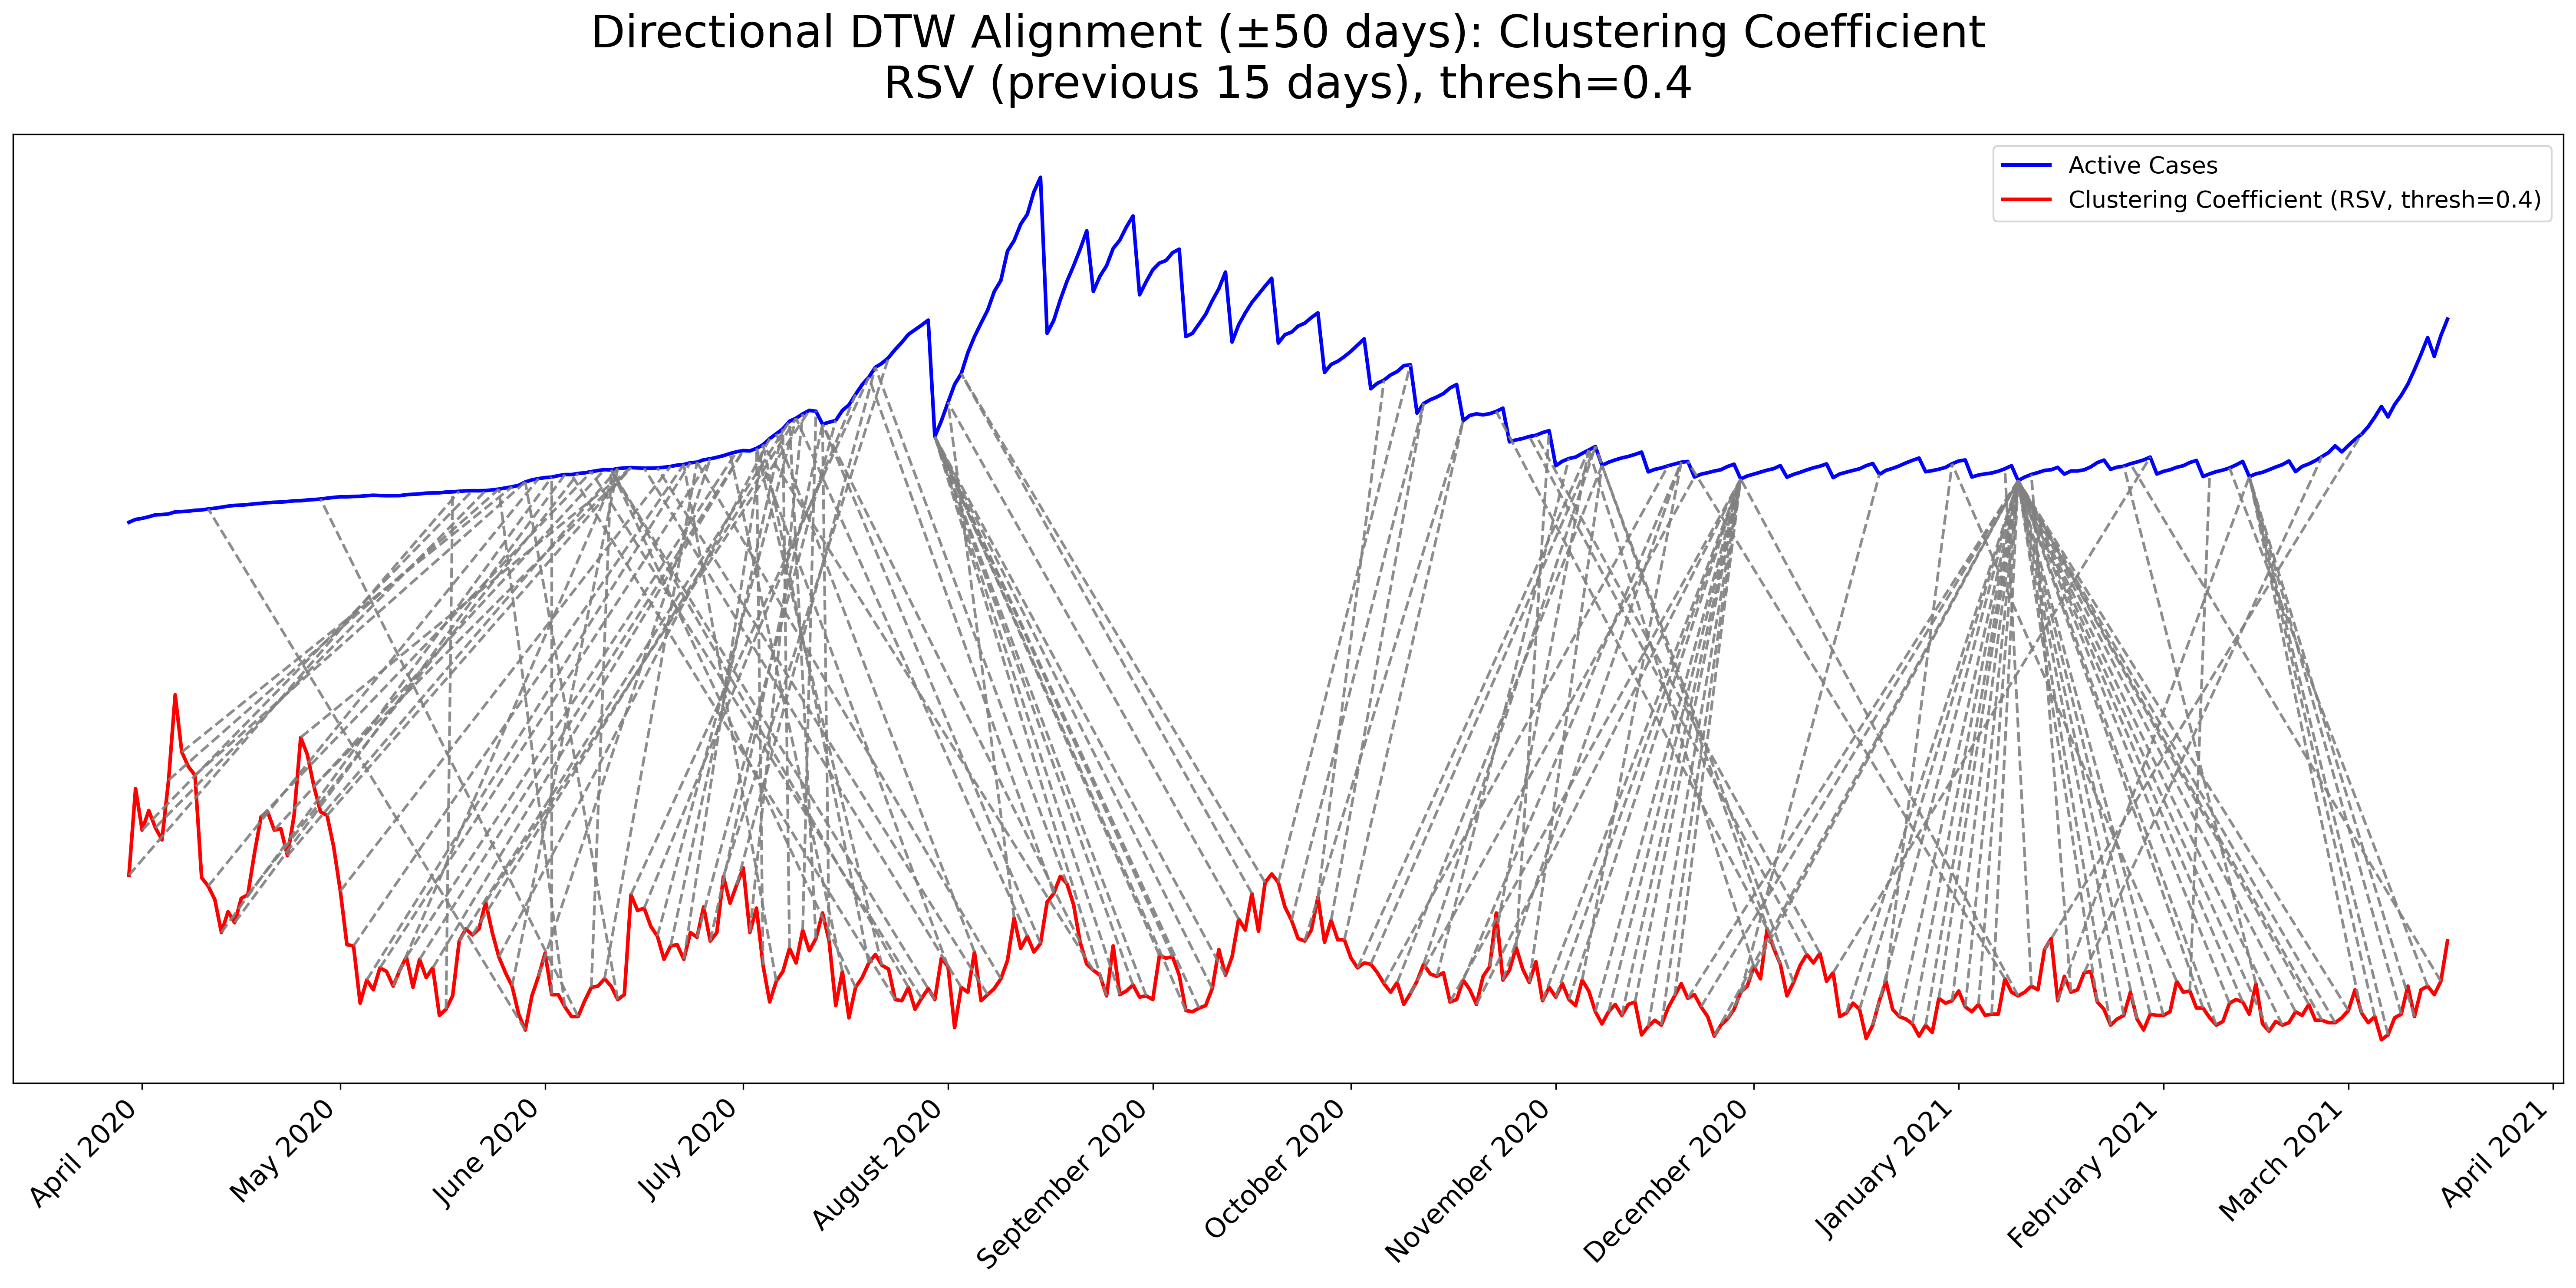 Directional DTW Alignment (±50 days): Clustering Coefficient
RSV (previous 15 days), thresh=0.4
Active Cases
Clustering Coefficient (RSV, thresh=0.4)
April 2020
May 2020
June 2020
July 2020
August 2020
September 2020
October 2020
November 2020
December 2020
January 2021
February 2021
March 2021
April 2021